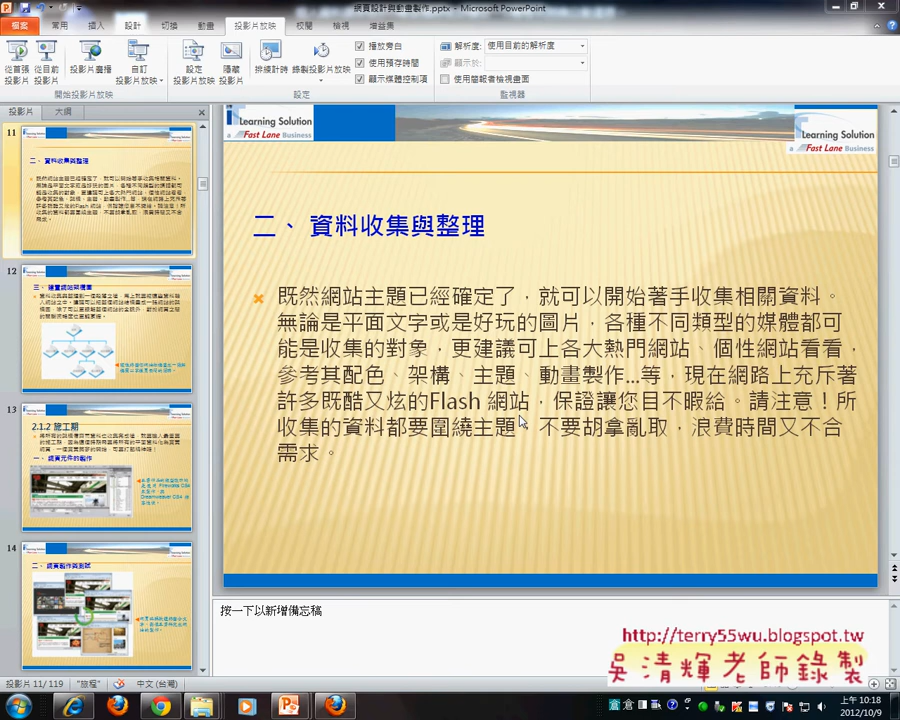 網頁設計與動畫製作.pptx - Microsoft PowerPoint
檔案 常用 插入 設計 切換 動畫 投影片放映 校閱 檢視 增益集
從首張投影片 從目前投影片 投影片廣播 自訂投影片放映 設定投影片放映 隱藏投影片 排練計時 錄製投影片放映
播放旁白
使用預存時間
顯示媒體控制項
解析度: 使用目前的解析度
顯示於:
使用簡報者檢視畫面
開始投影片放映 設定 監視器
投影片 大綱
11
二、 資料收集與整理
12
三、 建置網站架構圖
13
2.1.2 施工期
一、 網頁元件的製作
14
二、 網頁製作與測試
Learning Solution
a Fast Lane Business
Learning Solution
a Fast Lane Business
二、 資料收集與整理
既然網站主題已經確定了，就可以開始著手收集相關資料。
無論是平面文字或是好玩的圖片，各種不同類型的媒體都可
能是收集的對象，更建議可上各大熱門網站、個性網站看看，
參考其配色、架構、主題、動畫製作...等，現在網路上充斥著
許多既酷又炫的Flash 網站，保證讓您目不暇給。請注意！所
收集的資料都要圍繞主題，不要胡拿亂取，浪費時間又不合
需求。
按一下以新增備忘稿
http://terry55wu.blogspot.tw
吳清輝老師錄製
投影片 11/119 "旅程" 中文 (台灣)
上午 10:18
2012/10/9